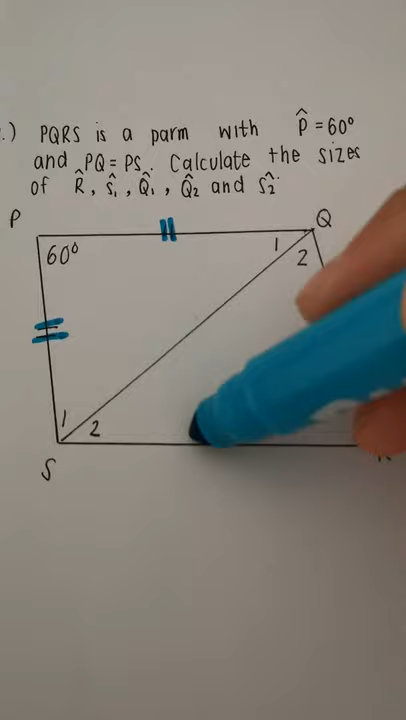 .) PQRS is a parm with P̂ = 60°
and PQ = PS. Calculate the sizes
of R̂, Ŝ₁, Q̂₁, Q̂₂ and Ŝ₂.
P
Q
60°
1
2
1
2
S